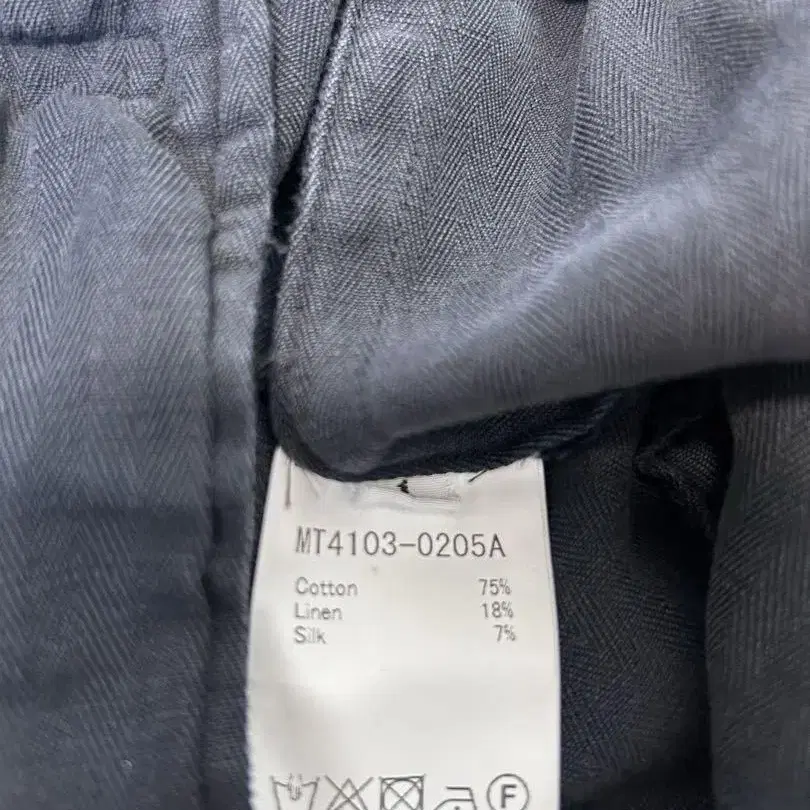 MT4103-0205A
Cotton 75%
Linen 18%
Silk 7%
F